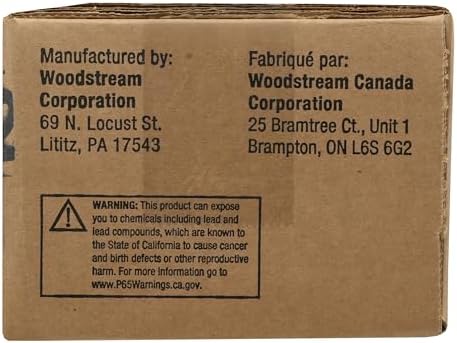 Manufactured by:
Woodstream
Corporation
69 N. Locust St.
Lititz, PA 17543
Fabriqué par:
Woodstream Canada
Corporation
25 Bramtree Ct., Unit 1
Brampton, ON L6S 6G2
WARNING: This product can expose
you to chemicals including lead and
lead compounds, which are known to
the State of California to cause cancer
and birth defects or other reproductive
harm. For more information go to
www.P65Warnings.ca.gov.